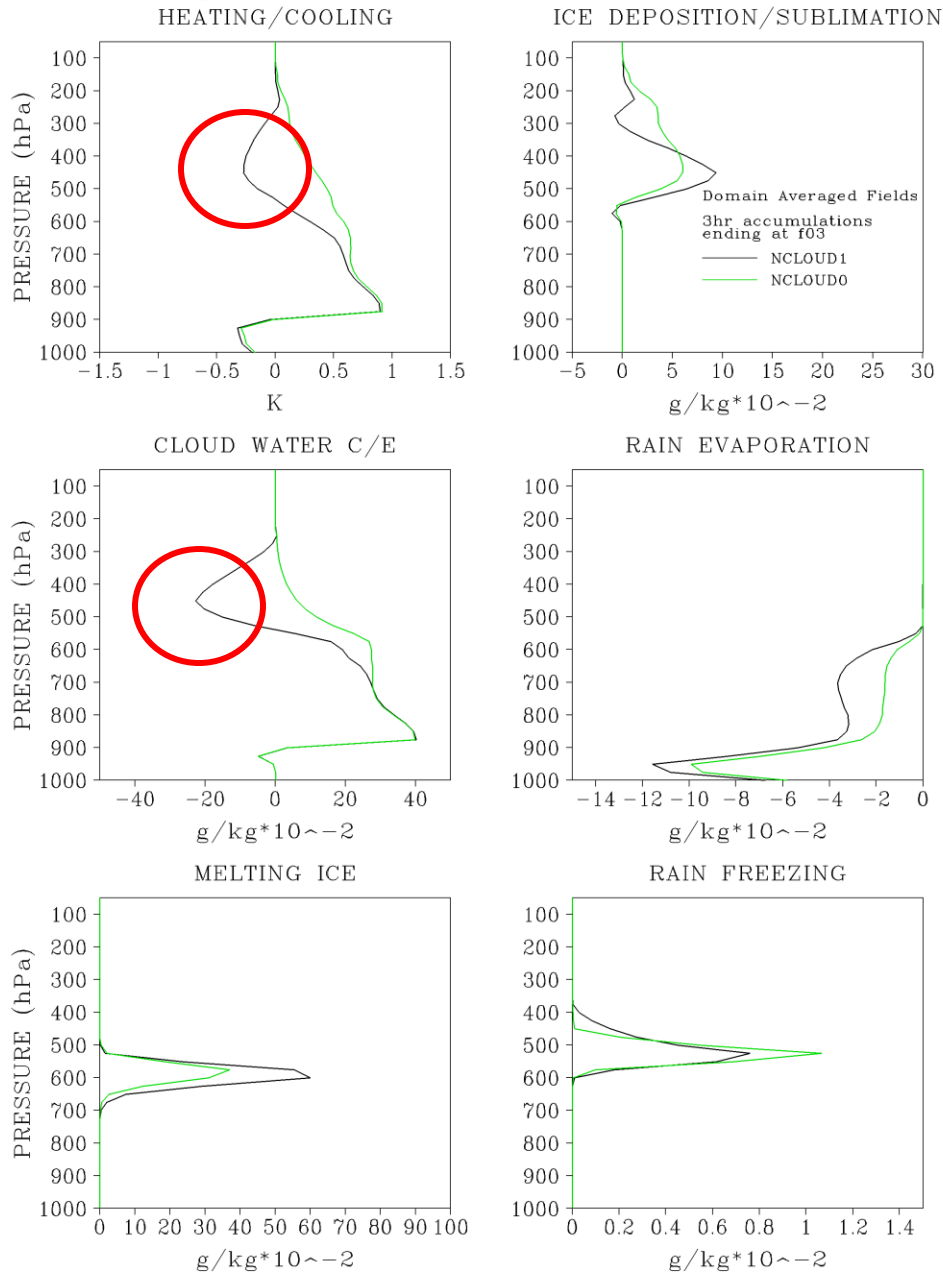 HEATING/COOLING
PRESSURE (hPa)
100
200
300
400
500
600
700
800
900
1000
-1.5 -1 -0.5 0 0.5 1 1.5
K
ICE DEPOSITION/SUBLIMATION
100
200
300
400
500
600
700
800
900
1000
Domain Averaged Fields
3hr accumulations
ending at f03
NCLOUD1
NCLOUD0
-5 0 5 10 15 20 25 30
g/kg*10^-2
CLOUD WATER C/E
PRESSURE (hPa)
100
200
300
400
500
600
700
800
900
1000
-40 -20 0 20 40
g/kg*10^-2
RAIN EVAPORATION
100
200
300
400
500
600
700
800
900
1000
-14 -12 -10 -8 -6 -4 -2 0
g/kg*10^-2
MELTING ICE
PRESSURE (hPa)
100
200
300
400
500
600
700
800
900
1000
0 10 20 30 40 50 60 70 80 90 100
g/kg*10^-2
RAIN FREEZING
100
200
300
400
500
600
700
800
900
1000
0 0.2 0.4 0.6 0.8 1 1.2 1.4
g/kg*10^-2